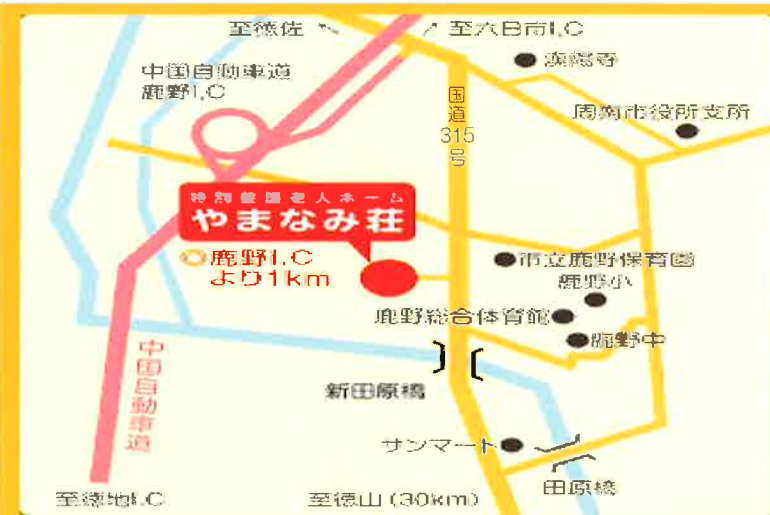 至徳佐
至六日市I,C
漢陽寺
中国自動車道
鹿野I,C
国道315号
周南市役所支所
特別養護老人ホーム
やまなみ荘
鹿野I,C
より1km
市立鹿野保育園
鹿野小
鹿野総合体育館
鹿野中
中国自動車道
新田原橋
サンマート
田原橋
至徳地I.C
至徳山(30km)